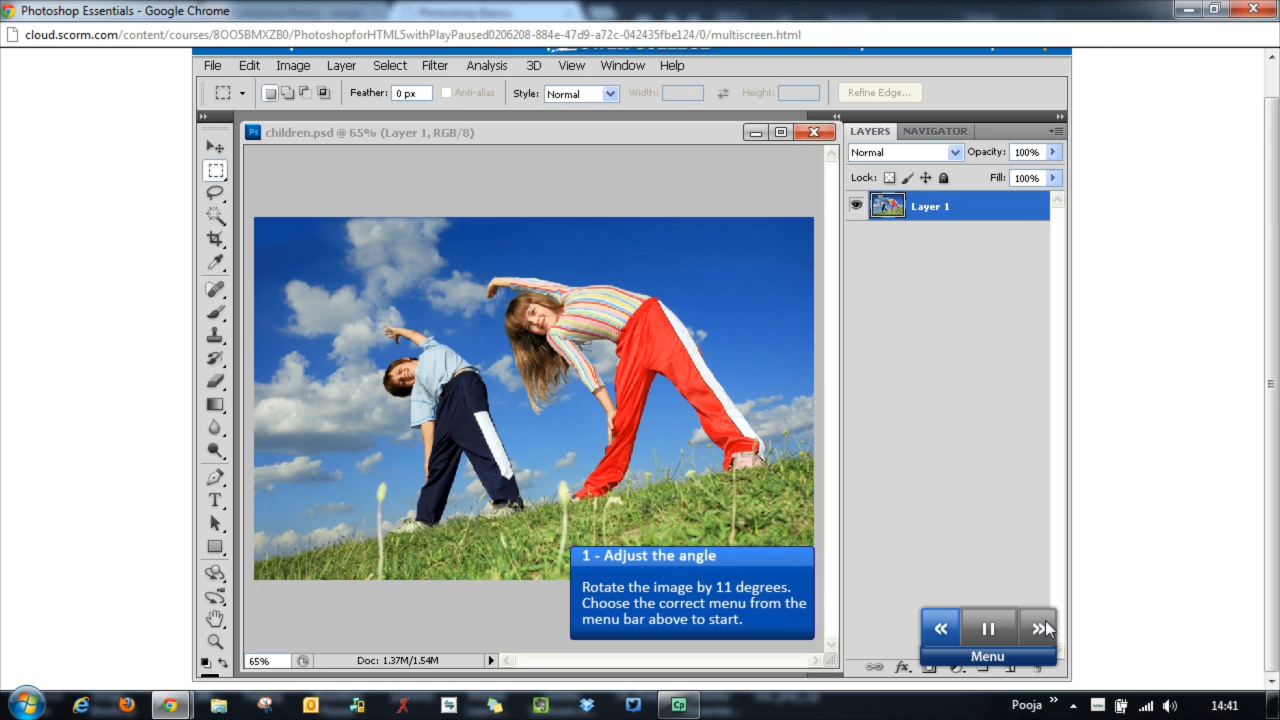 Photoshop Essentials - Google Chrome
cloud.scorm.com/content/courses/8OO5BMXZB0/PhotoshopforHTML5withPlayPaused0206208-884e-47d9-a72c-042435fbe124/0/multiscreen.html
File Edit Image Layer Select Filter Analysis 3D View Window Help
Feather: 0 px Anti-alias Style: Normal Width: Height: Refine Edge...
Ps children.psd @ 65% (Layer 1, RGB/8)
LAYERS NAVIGATOR
Normal Opacity: 100%
Lock: Fill: 100%
Layer 1
T
1 - Adjust the angle
Rotate the image by 11 degrees.
Choose the correct menu from the
menu bar above to start.
Menu
65% Doc: 1.37M/1.54M fx
Cp Pooja 14:41